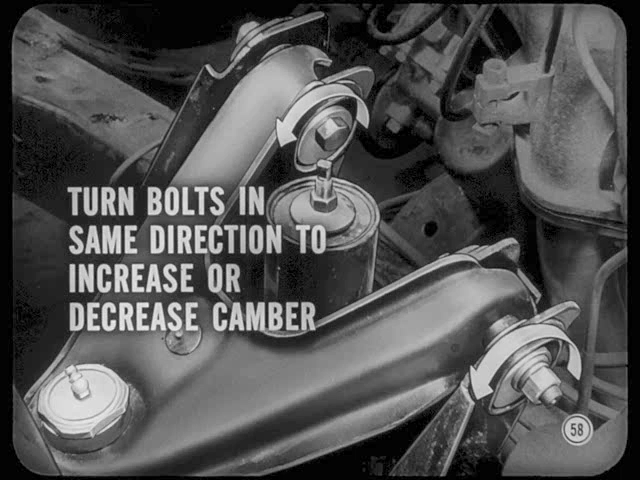 TURN BOLTS IN
SAME DIRECTION TO
INCREASE OR
DECREASE CAMBER
58